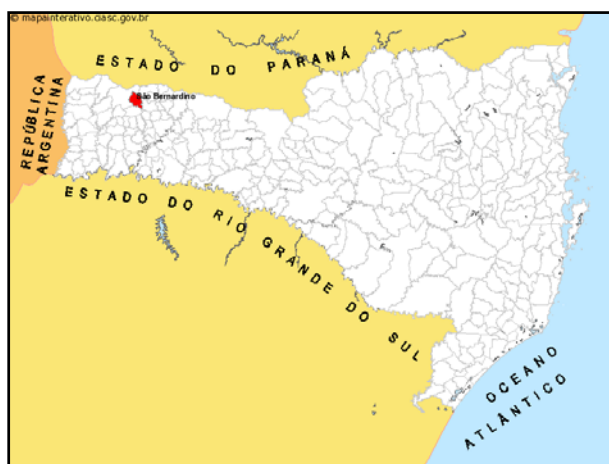 © mapainterativo.ciasc.gov.br
ESTADO DO PARANÁ
São Bernardino
REPÚBLICA
ARGENTINA
ESTADO DO RIO GRANDE DO SUL
OCEANO
ATLÂNTICO